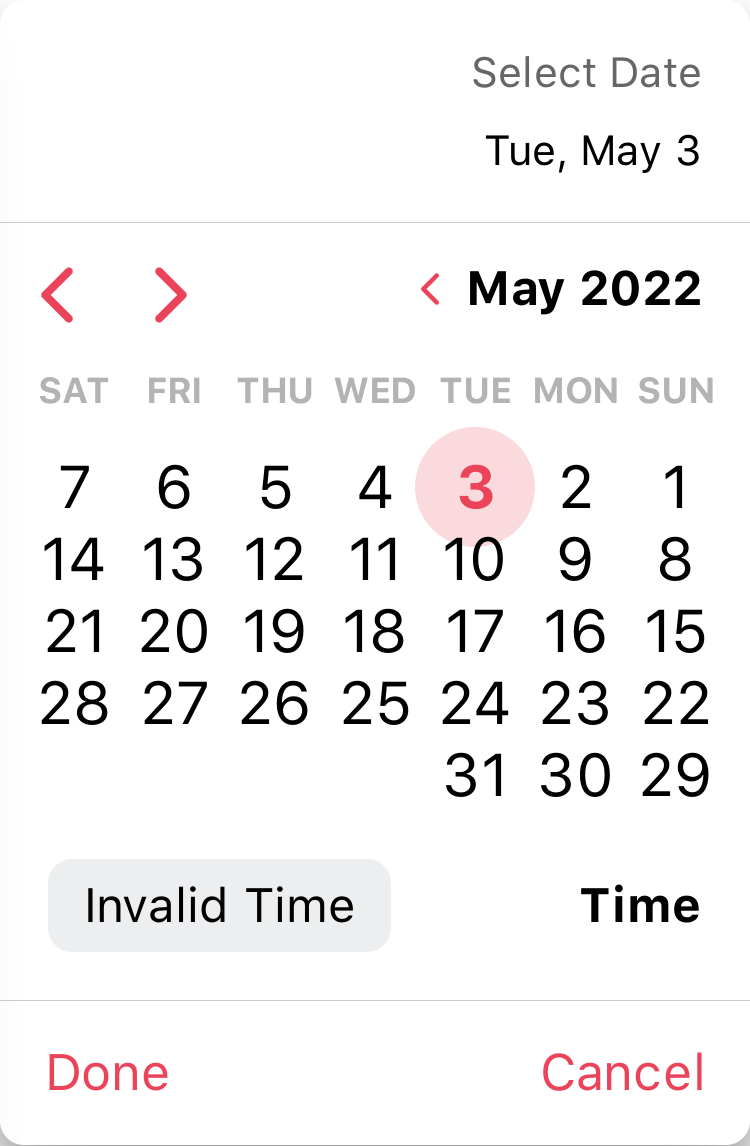 Select Date
Tue, May 3
May 2022
SAT FRI THU WED TUE MON SUN
7 6 5 4 3 2 1
14 13 12 11 10 9 8
21 20 19 18 17 16 15
28 27 26 25 24 23 22
31 30 29
Invalid Time Time
Done Cancel